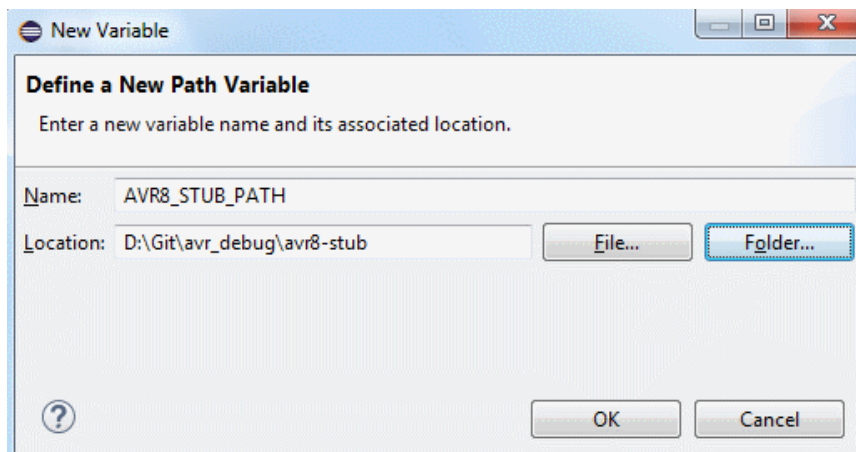 New Variable
Define a New Path Variable
Enter a new variable name and its associated location.
Name: AVR8_STUB_PATH
Location: D:\Git\avr_debug\avr8-stub File... Folder...
? OK Cancel